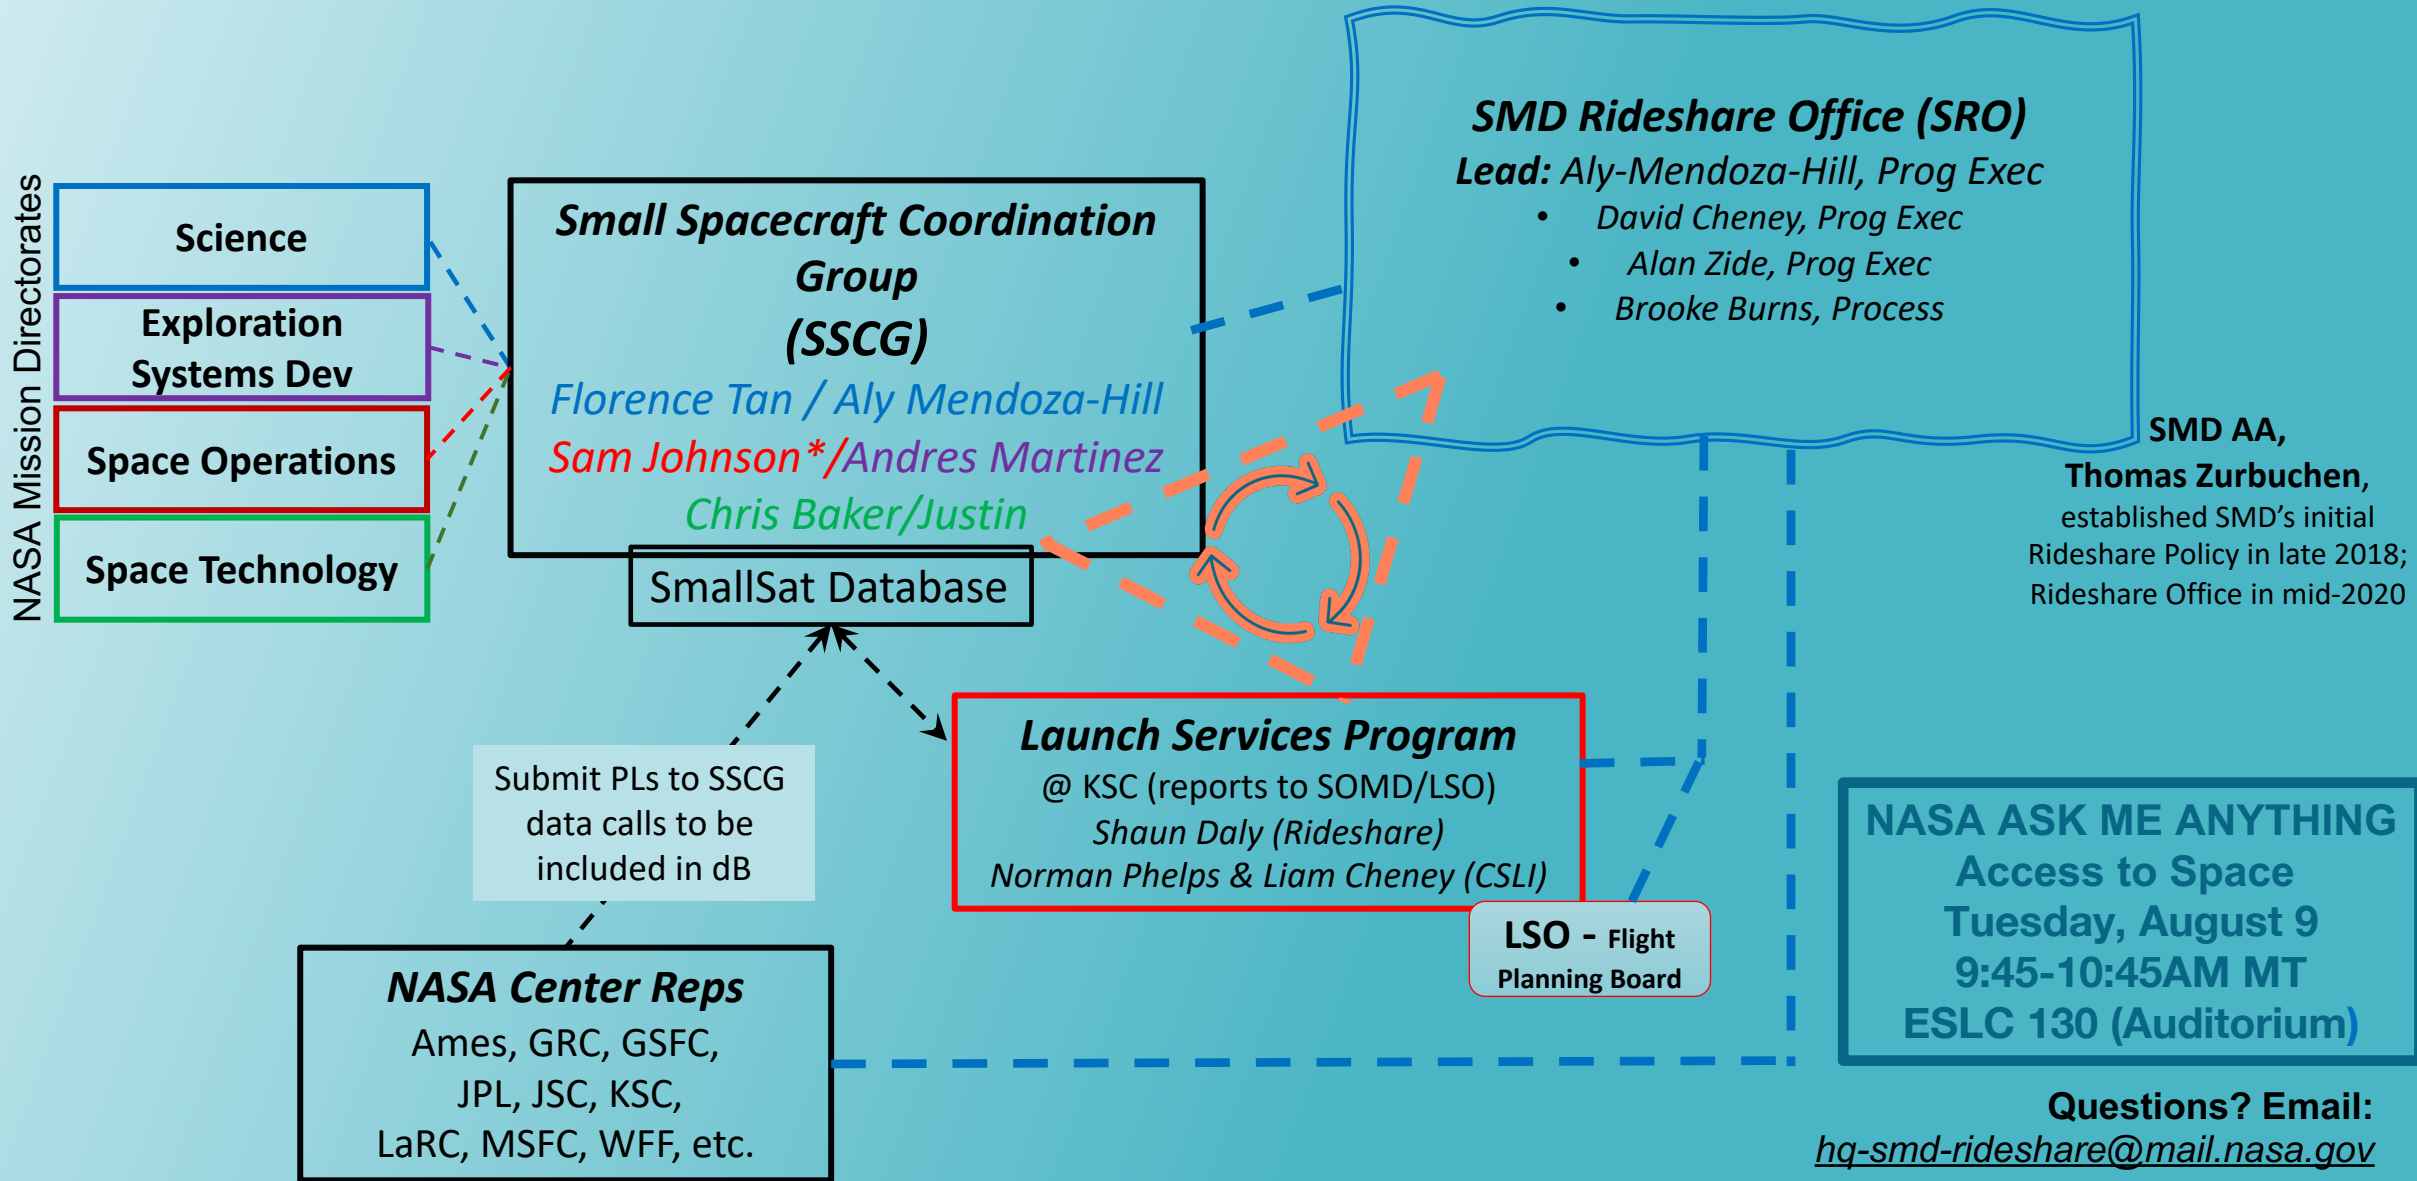 NASA Mission Directorates
Science
Exploration
Systems Dev
Space Operations
Space Technology
Small Spacecraft Coordination
Group
(SSCG)
Florence Tan / Aly Mendoza-Hill
Sam Johnson*/Andres Martinez
Chris Baker/Justin
SmallSat Database
SMD Rideshare Office (SRO)
Lead: Aly-Mendoza-Hill, Prog Exec
• David Cheney, Prog Exec
• Alan Zide, Prog Exec
• Brooke Burns, Process
SMD AA,
Thomas Zurbuchen,
established SMD’s initial
Rideshare Policy in late 2018;
Rideshare Office in mid-2020
Submit PLs to SSCG
data calls to be
included in dB
Launch Services Program
@ KSC (reports to SOMD/LSO)
Shaun Daly (Rideshare)
Norman Phelps & Liam Cheney (CSLI)
LSO - Flight
Planning Board
NASA Center Reps
Ames, GRC, GSFC,
JPL, JSC, KSC,
LaRC, MSFC, WFF, etc.
NASA ASK ME ANYTHING
Access to Space
Tuesday, August 9
9:45-10:45AM MT
ESLC 130 (Auditorium)
Questions? Email:
hq-smd-rideshare@mail.nasa.gov